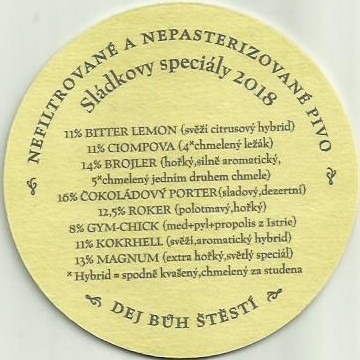 NEFILTROVANÉ A NEPASTERIZOVANÉ PIVO
Sládkovy speciály 2018
11% BITTER LEMON (svěží citrusový hybrid)
11% CIOMPOVA (4*chmelený ležák)
14% BROJLER (hořký,silně aromatický,
5*chmelený jedním druhem chmele)
16% ČOKOLÁDOVÝ PORTER(sladový,dezertní)
12,5% ROKER (polotmavý,hořký)
8% GYM-CHICK (med+pyl+propolis z Istrie)
11% KOKRHELL (svěží,aromatický hybrid)
13% MAGNUM (extra hořký,světlý speciál)
* Hybrid = spodně kvašený,chmelený za studena
DEJ BŮH ŠTĚSTÍ